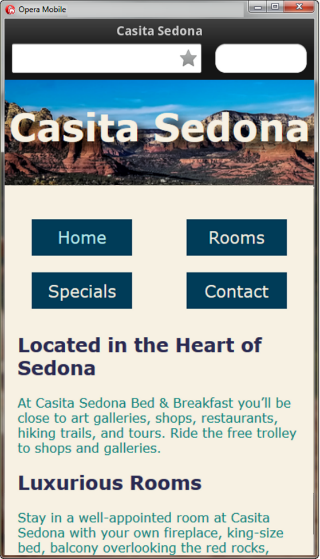 Opera Mobile
Casita Sedona
Casita Sedona
Home
Rooms
Specials
Contact
Located in the Heart of
Sedona
At Casita Sedona Bed & Breakfast you'll be
close to art galleries, shops, restaurants,
hiking trails, and tours. Ride the free trolley
to shops and galleries.
Luxurious Rooms
Stay in a well-appointed room at Casita
Sedona with your own fireplace, king-size
bed, balcony overlooking the red rocks,